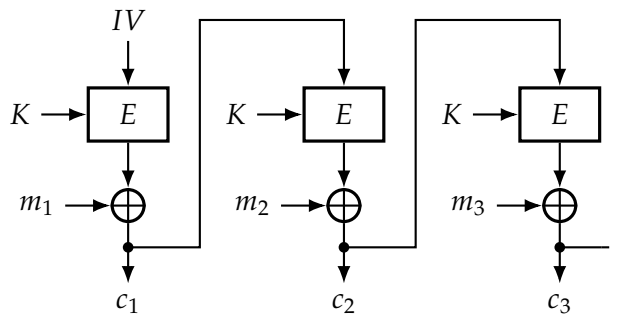 IV
K E K E K E
m₁ m₂ m₃
c₁ c₂ c₃